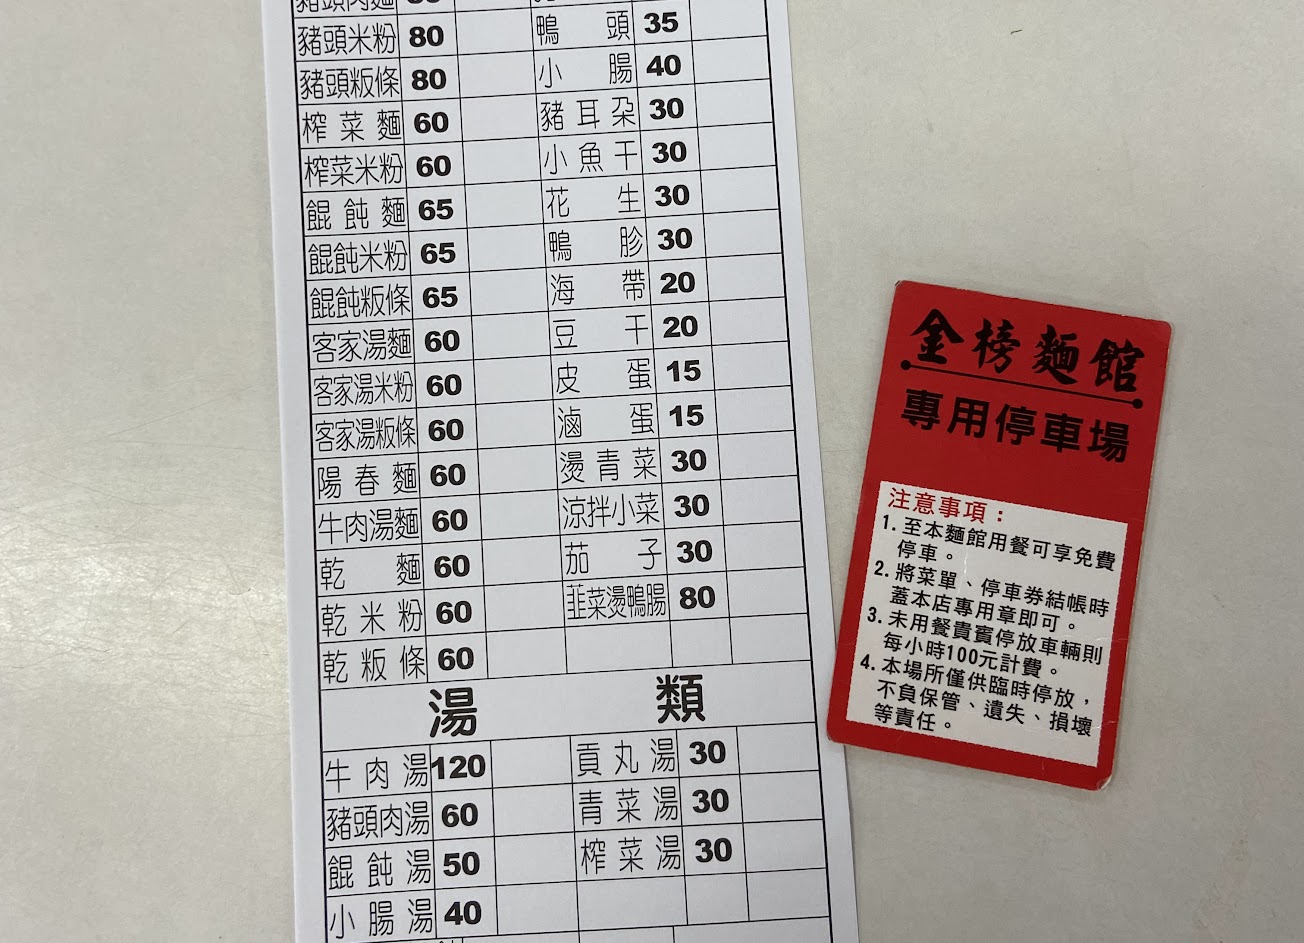 豬頭肉麵
豬頭米粉 80
豬頭粄條 80
榨菜麵 60
榨菜米粉 60
餛飩麵 65
餛飩米粉 65
餛飩粄條 65
客家湯麵 60
客家湯米粉 60
客家湯粄條 60
陽春麵 60
牛肉湯麵 60
乾麵 60
乾米粉 60
乾粄條 60
鴨頭 35
小腸 40
豬耳朶 30
小魚干 30
花生 30
鴨胗 30
海帶 20
豆干 20
皮蛋 15
滷蛋 15
燙青菜 30
涼拌小菜 30
茄子 30
韭菜燙鴨腸 80
湯類
牛肉湯 120
豬頭肉湯 60
餛飩湯 50
小腸湯 40
貢丸湯 30
青菜湯 30
榨菜湯 30
金榜麵館
專用停車場
注意事項：
1.至本麵館用餐可享免費
停車。
2.將菜單、停車券結帳時
蓋本店專用章即可。
3.未用餐貴賓停放車輛則
每小時100元計費。
4.本場所僅供臨時停放，
不負保管、遺失、損壞
等責任。